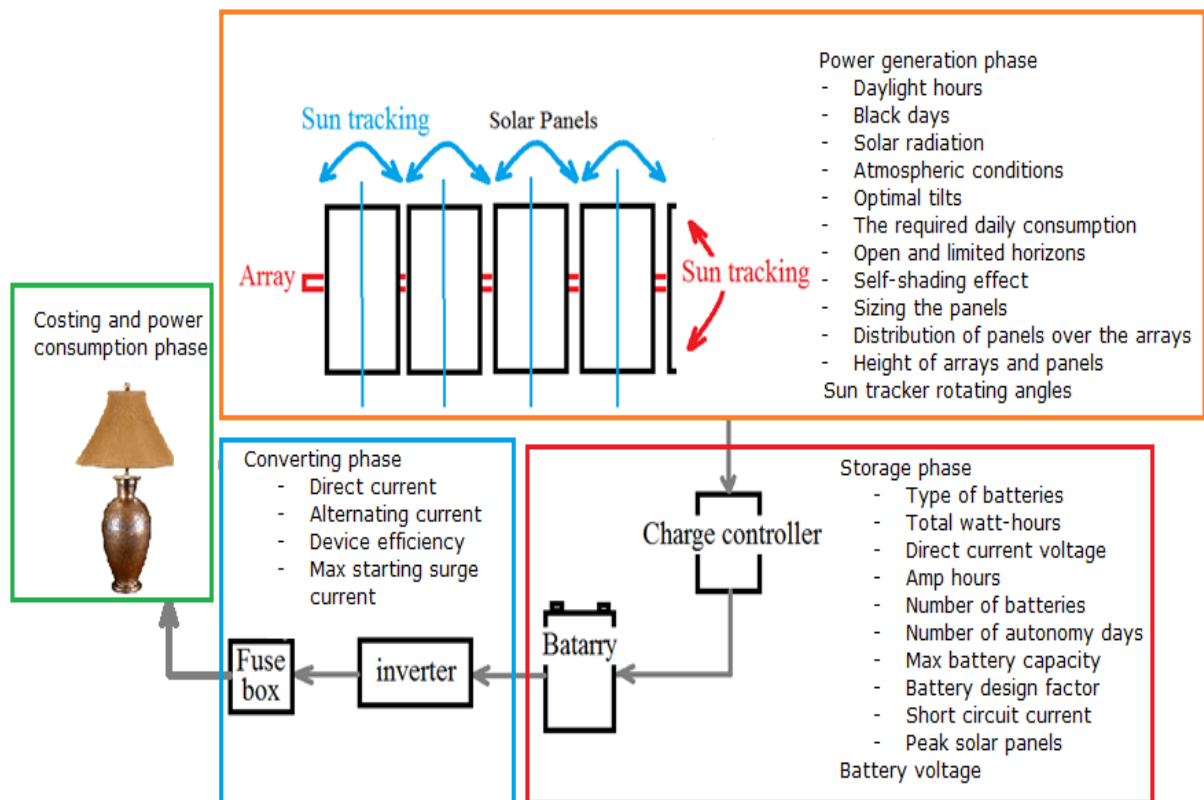 Power generation phase
- Daylight hours
- Black days
- Solar radiation
- Atmospheric conditions
- Optimal tilts
- The required daily consumption
- Open and limited horizons
- Self-shading effect
- Sizing the panels
- Distribution of panels over the arrays
- Height of arrays and panels
Sun tracker rotating angles
Sun tracking
Solar Panels
Array
Sun tracking
Costing and power
consumption phase
Converting phase
- Direct current
- Alternating current
- Device efficiency
- Max starting surge
current
Fuse
box
inverter
Storage phase
- Type of batteries
- Total watt-hours
- Direct current voltage
- Amp hours
- Number of batteries
- Number of autonomy days
- Max battery capacity
- Battery design factor
- Short circuit current
- Peak solar panels
Battery voltage
Charge controller
Batarry